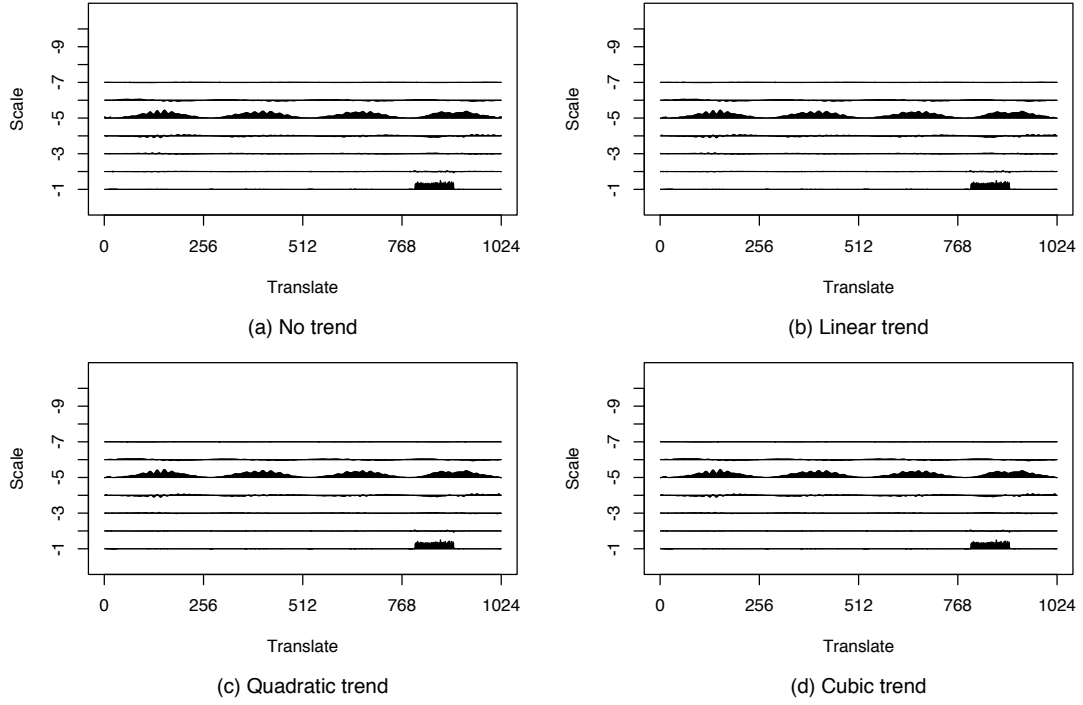 Scale
-9
-7
-5
-3
-1
0 256 512 768 1024
Translate
(a) No trend
Scale
-9
-7
-5
-3
-1
0 256 512 768 1024
Translate
(b) Linear trend
Scale
-9
-7
-5
-3
-1
0 256 512 768 1024
Translate
(c) Quadratic trend
Scale
-9
-7
-5
-3
-1
0 256 512 768 1024
Translate
(d) Cubic trend